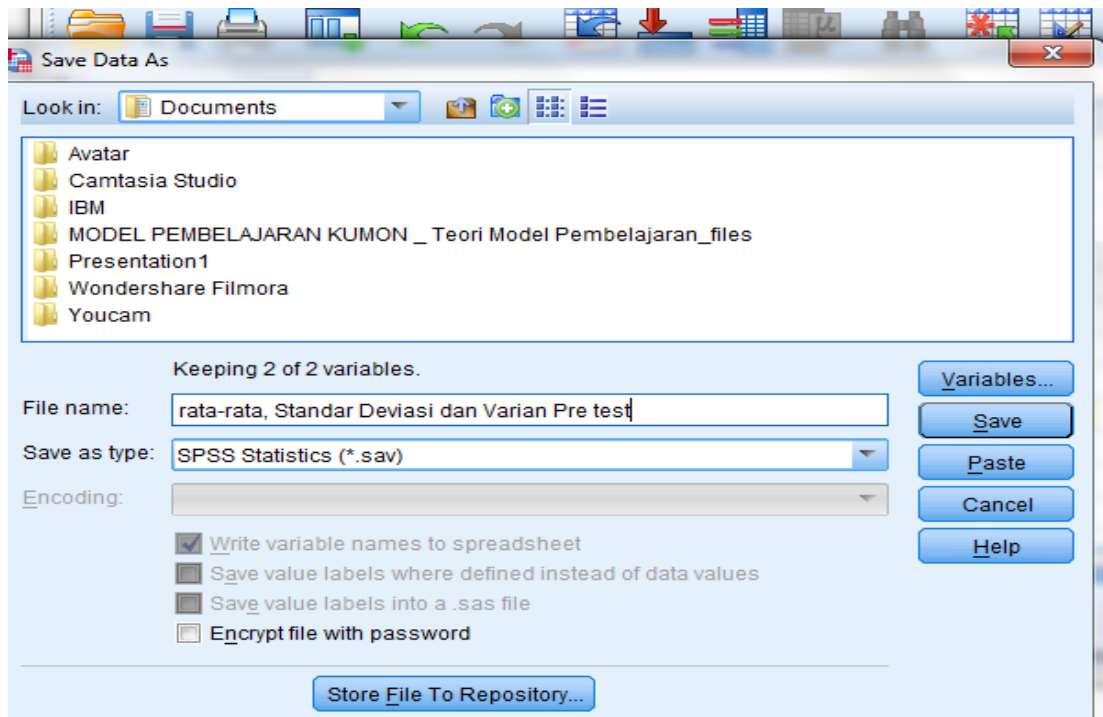 Save Data As
Look in: Documents
Avatar
Camtasia Studio
IBM
MODEL PEMBELAJARAN KUMON _ Teori Model Pembelajaran_files
Presentation1
Wondershare Filmora
Youcam
Keeping 2 of 2 variables.
Variables...
File name: rata-rata, Standar Deviasi dan Varian Pre test
Save
Save as type: SPSS Statistics (*.sav)
Paste
Encoding:
Cancel
Write variable names to spreadsheet
Help
Save value labels where defined instead of data values
Save value labels into a .sas file
Encrypt file with password
Store File To Repository...